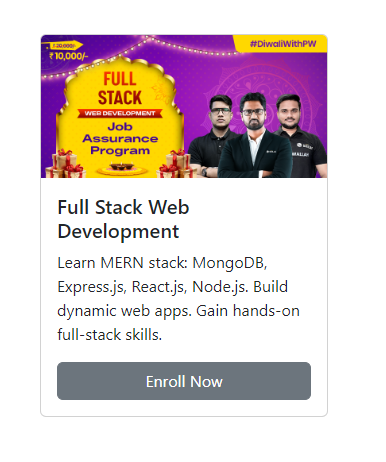 ₹ 20,000/-
#DiwaliWithPW
₹ 10,000/-
FULL
STACK
WEB DEVELOPMENT
Job
Assurance
Program
Full Stack Web
Development
Learn MERN stack: MongoDB,
Express.js, React.js, Node.js. Build
dynamic web apps. Gain hands-on
full-stack skills.
Enroll Now